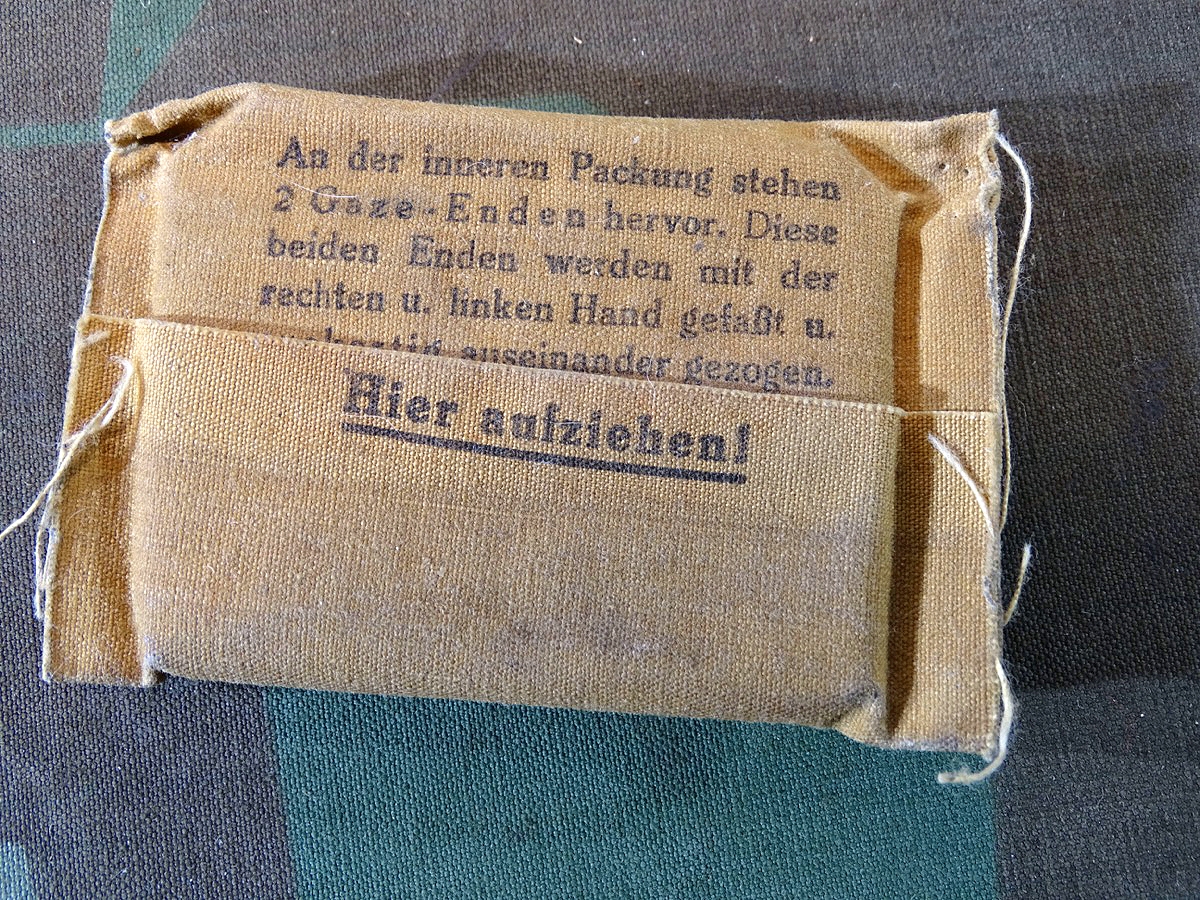 An der inneren Packung stehen
2 Gaze-Enden hervor. Diese
beiden Enden werden mit der
rechten u. linken Hand gefaßt u.
hastig auseinander gezogen.
Hier aufziehen!